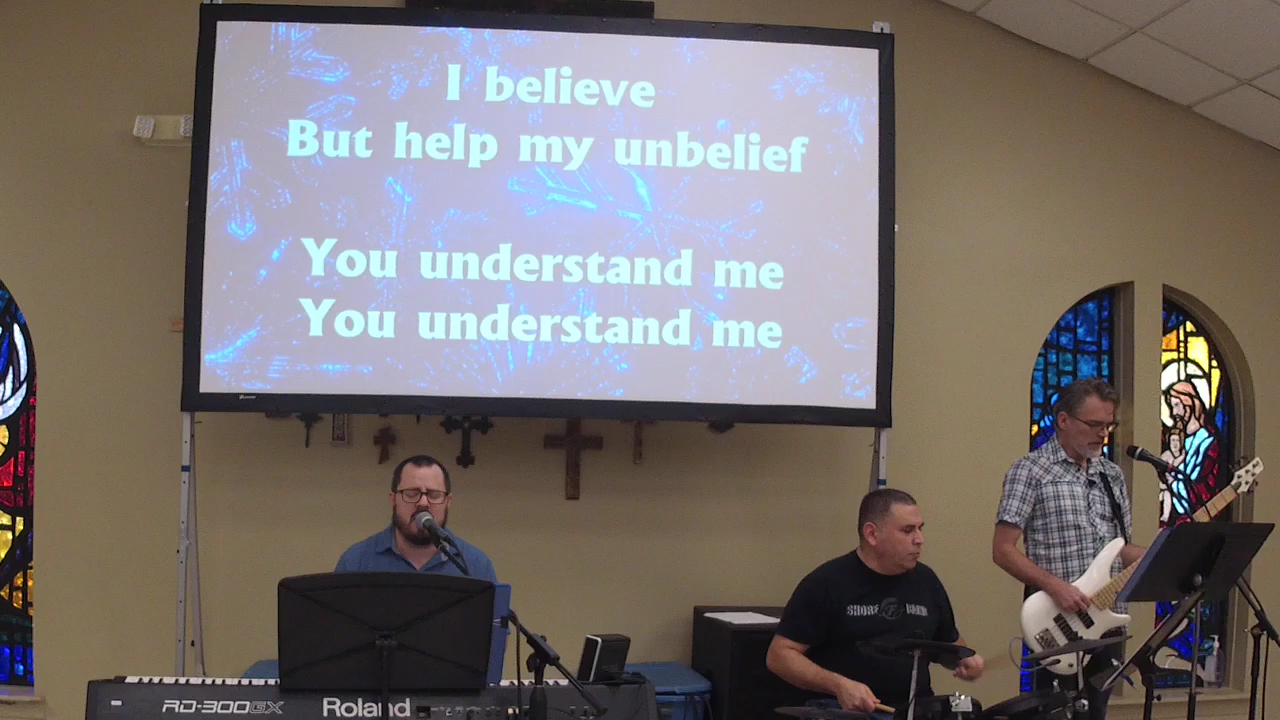 I believe
But help my unbelief
You understand me
You understand me
RD-300GX
Roland